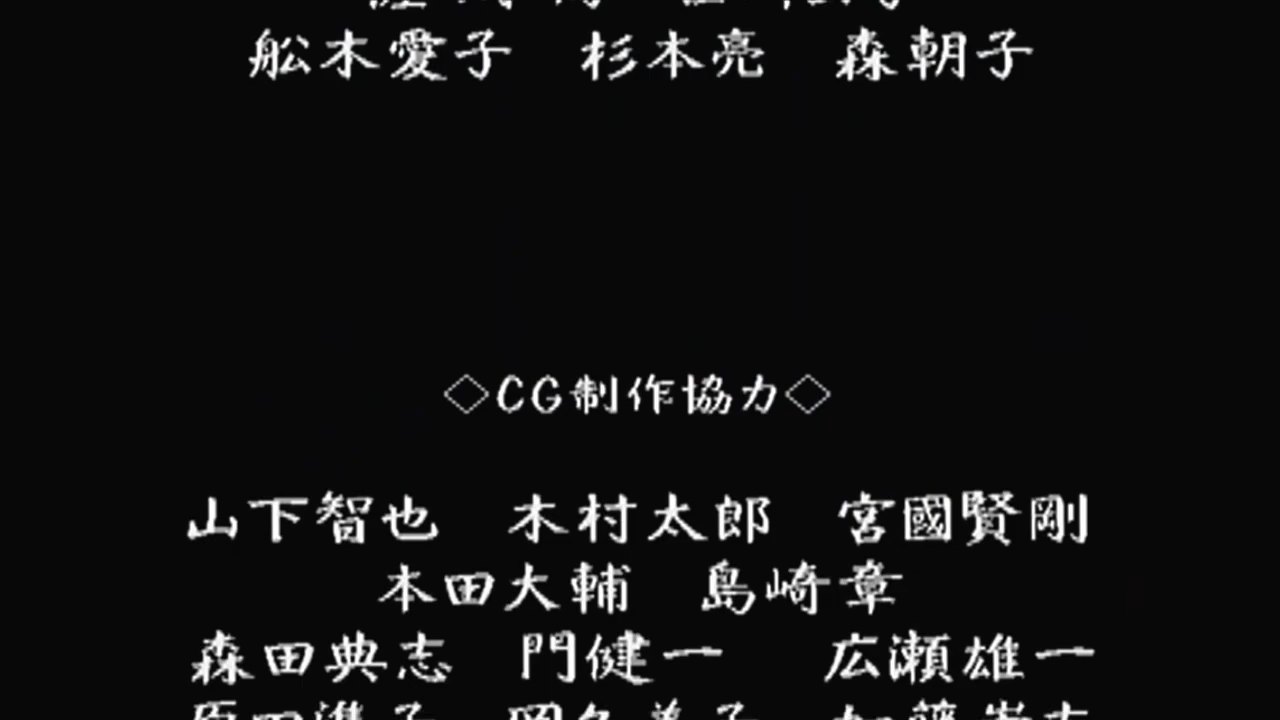 舩木愛子　杉本亮　森朝子
◇CG制作協力◇
山下智也　木村太郎　宮國賢剛
本田大輔　島崎章
森田典志　門健一　広瀬雄一